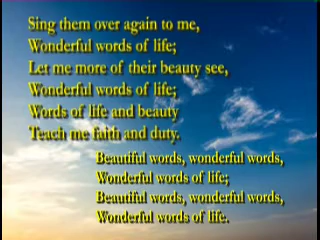 Sing them over again to me,
Wonderful words of life;
Let me more of their beauty see,
Wonderful words of life;
Words of life and beauty
Teach me faith and duty.
Beautiful words, wonderful words,
Wonderful words of life;
Beautiful words, wonderful words,
Wonderful words of life.